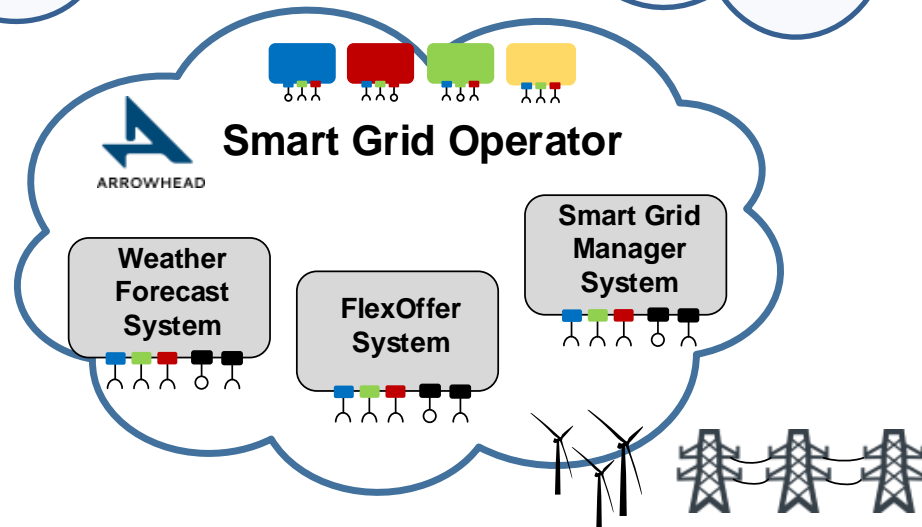 Smart Grid Operator
ARROWHEAD
Smart Grid
Manager
System
Weather
Forecast
System
FlexOffer
System